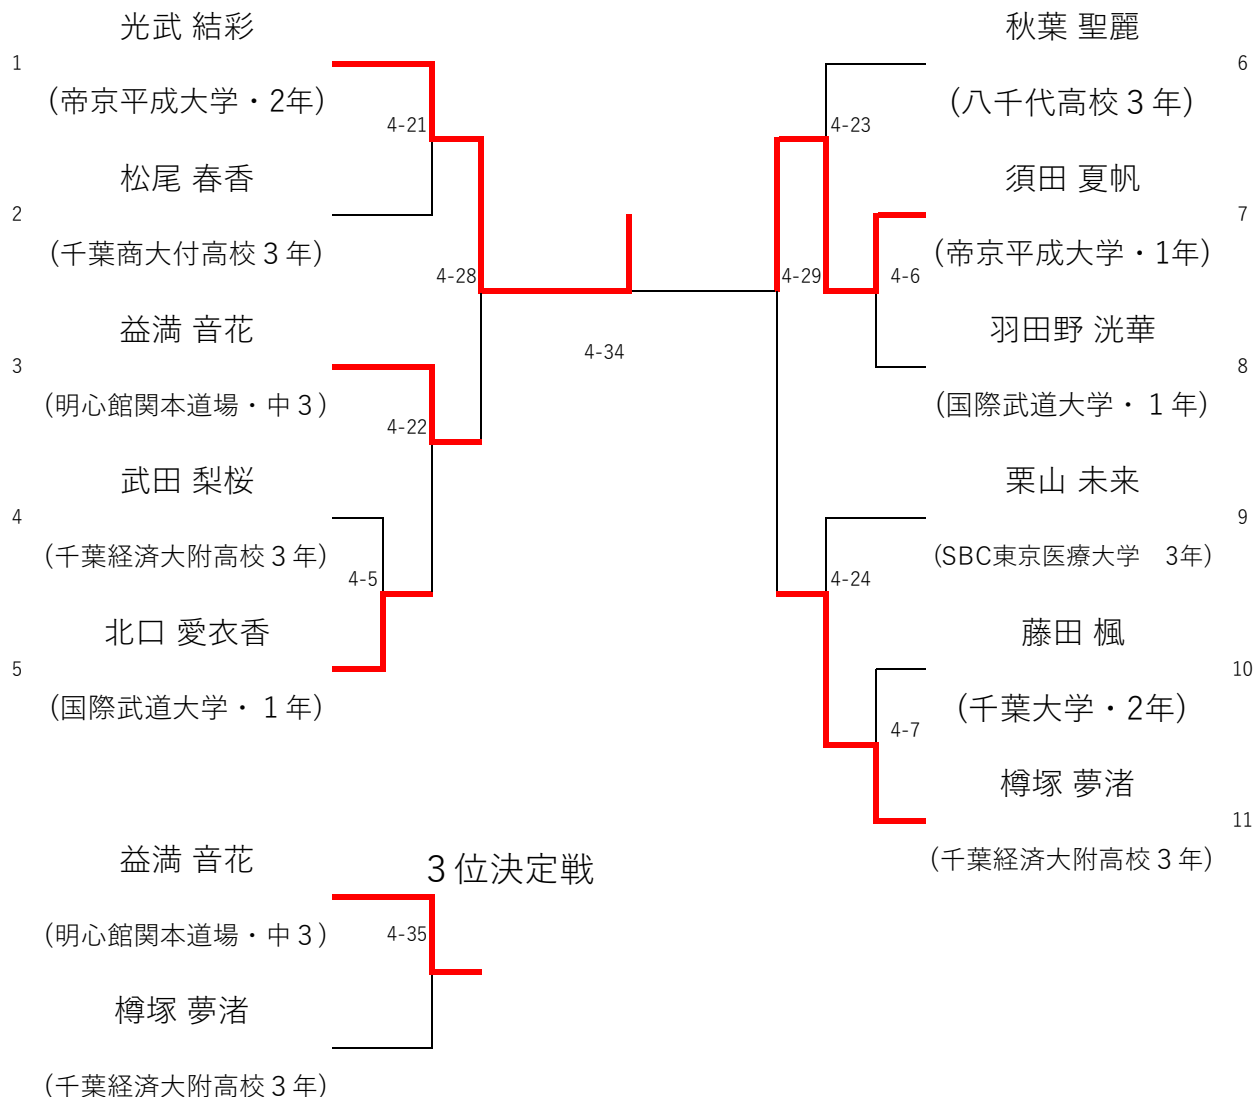 光武 結彩
1
(帝京平成大学・2年)
4-21
松尾 春香
2
(千葉商大付高校３年)
4-28
益満 音花
3
(明心館関本道場・中３)
4-22
武田 梨桜
4
(千葉経済大附高校３年)
4-5
北口 愛衣香
5
(国際武道大学・１年)
4-34
秋葉 聖麗
6
(八千代高校３年)
4-23
須田 夏帆
7
(帝京平成大学・1年)
4-29
4-6
羽田野 洸華
8
(国際武道大学・１年)
栗山 未来
9
(SBC東京医療大学　3年)
4-24
藤田 楓
10
(千葉大学・2年)
4-7
樽塚 夢渚
11
(千葉経済大附高校３年)
３位決定戦
益満 音花
(明心館関本道場・中３)
4-35
樽塚 夢渚
(千葉経済大附高校３年)